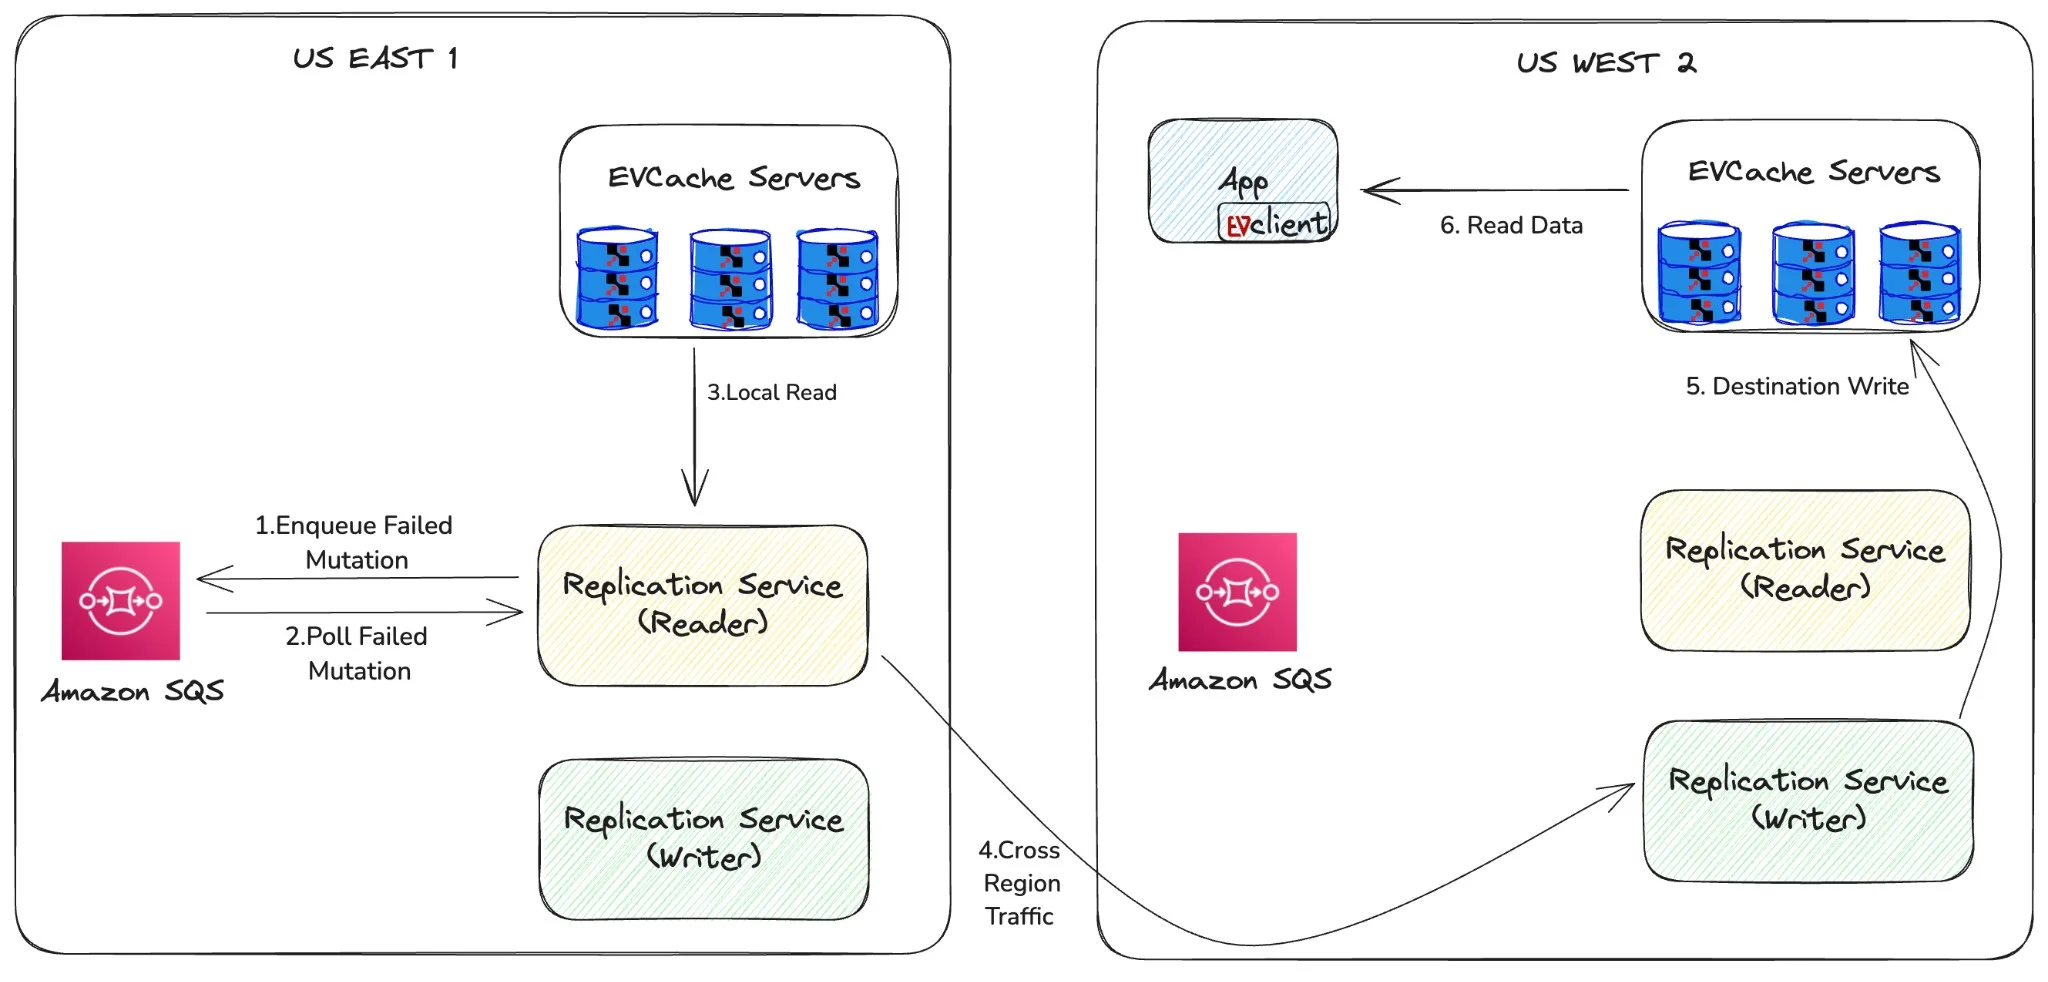 US EAST 1
EVCache Servers
3.Local Read
1.Enqueue Failed
Mutation
2.Poll Failed
Mutation
Amazon SQS
Replication Service
(Reader)
Replication Service
(Writer)
4.Cross
Region
Traffic
US WEST 2
App
EVclient
6. Read Data
EVCache Servers
5. Destination Write
Amazon SQS
Replication Service
(Reader)
Replication Service
(Writer)